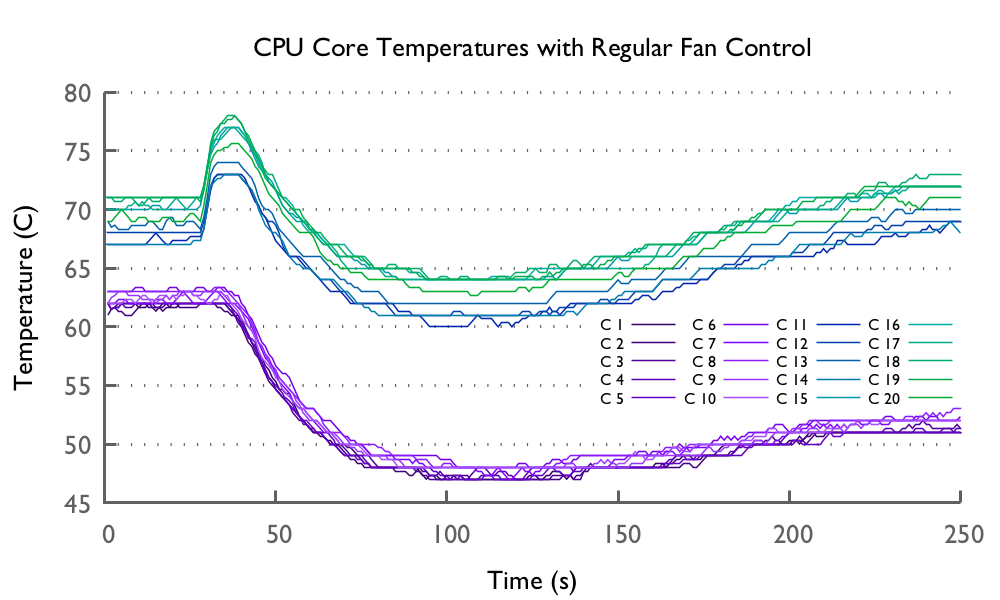 CPU Core Temperatures with Regular Fan Control
80
75
70
65
60
55
50
45
Temperature (C)
C 1 C 6 C 11 C 16
C 2 C 7 C 12 C 17
C 3 C 8 C 13 C 18
C 4 C 9 C 14 C 19
C 5 C 10 C 15 C 20
0 50 100 150 200 250
Time (s)